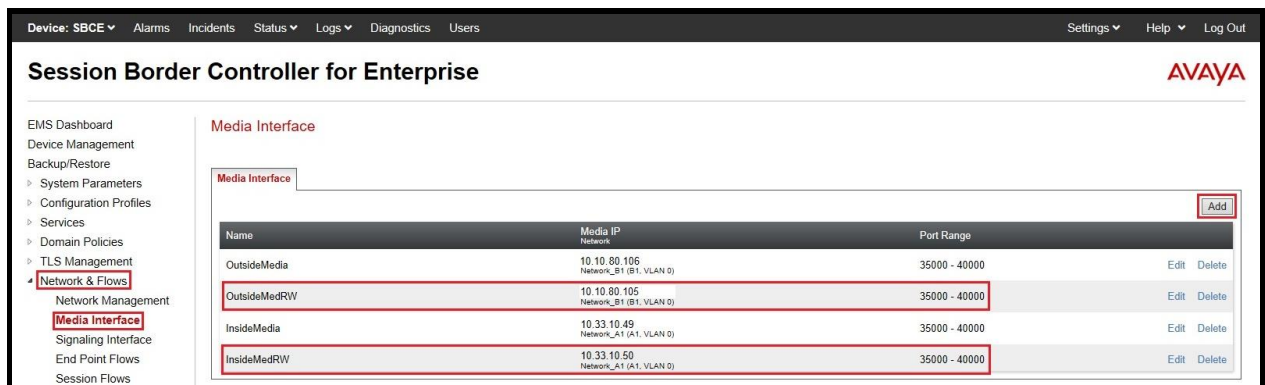 Device: SBCE Alarms Incidents Status Logs Diagnostics Users Settings Help Log Out
Session Border Controller for Enterprise
AVAYA
EMS Dashboard
Device Management
Backup/Restore
System Parameters
Configuration Profiles
Services
Domain Policies
TLS Management
Network & Flows
Network Management
Media Interface
Signaling Interface
End Point Flows
Session Flows
Media Interface
Media Interface
Add
Name Media IP Port Range
Network
OutsideMedia 10.10.80.106 35000 - 40000 Edit Delete
Network_B1 (B1, VLAN 0)
OutsideMedRW 10.10.80.105 35000 - 40000 Edit Delete
Network_B1 (B1, VLAN 0)
InsideMedia 10.33.10.49 35000 - 40000 Edit Delete
Network_A1 (A1, VLAN 0)
InsideMedRW 10.33.10.50 35000 - 40000 Edit Delete
Network_A1 (A1, VLAN 0)